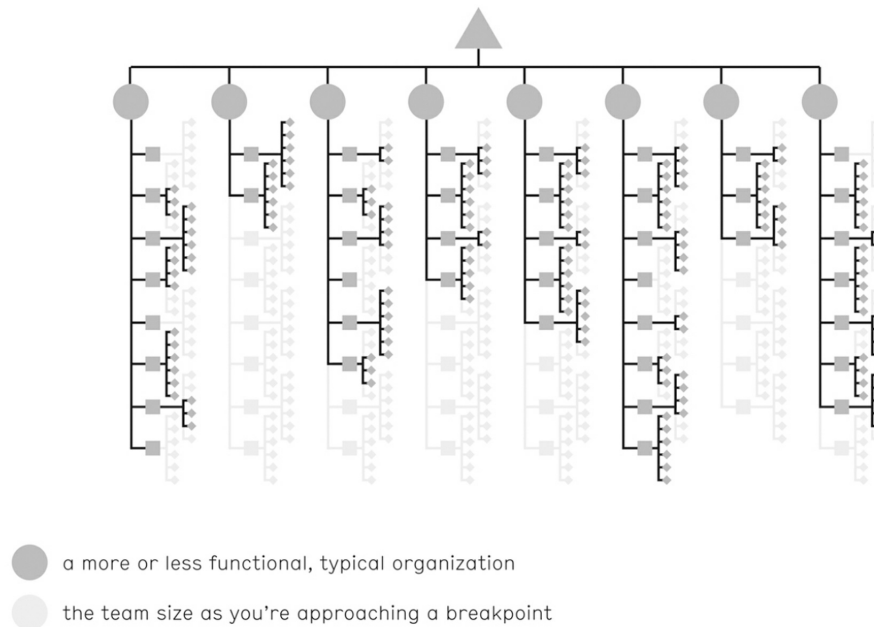 a more or less functional, typical organization
the team size as you're approaching a breakpoint